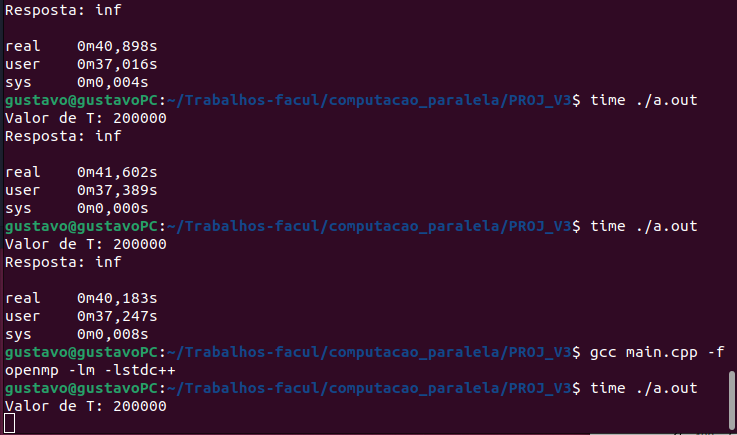 Resposta: inf
real    0m40,898s
user    0m37,016s
sys     0m0,004s
gustavo@gustavoPC:~/Trabalhos-facul/computacao_paralela/PROJ_V3$ time ./a.out
Valor de T: 200000
Resposta: inf
real    0m41,602s
user    0m37,389s
sys     0m0,000s
gustavo@gustavoPC:~/Trabalhos-facul/computacao_paralela/PROJ_V3$ time ./a.out
Valor de T: 200000
Resposta: inf
real    0m40,183s
user    0m37,247s
sys     0m0,008s
gustavo@gustavoPC:~/Trabalhos-facul/computacao_paralela/PROJ_V3$ gcc main.cpp -f
openmp -lm -lstdc++
gustavo@gustavoPC:~/Trabalhos-facul/computacao_paralela/PROJ_V3$ time ./a.out
Valor de T: 200000